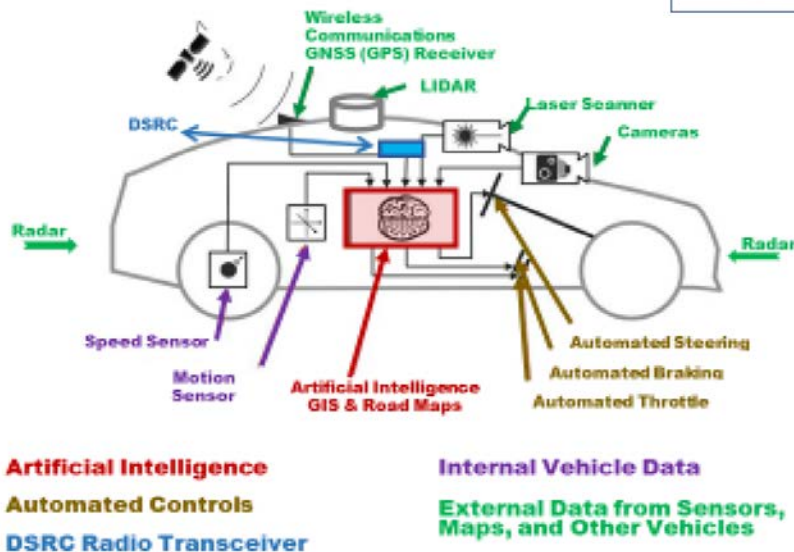 Wireless
Communications
GNSS (GPS) Receiver
LIDAR
Laser Scanner
DSRC
Cameras
Radar
Radar
Speed Sensor
Motion
Sensor
Artificial Intelligence
GIS & Road Maps
Automated Steering
Automated Braking
Automated Throttle
Artificial Intelligence
Automated Controls
DSRC Radio Transceiver
Internal Vehicle Data
External Data from Sensors,
Maps, and Other Vehicles